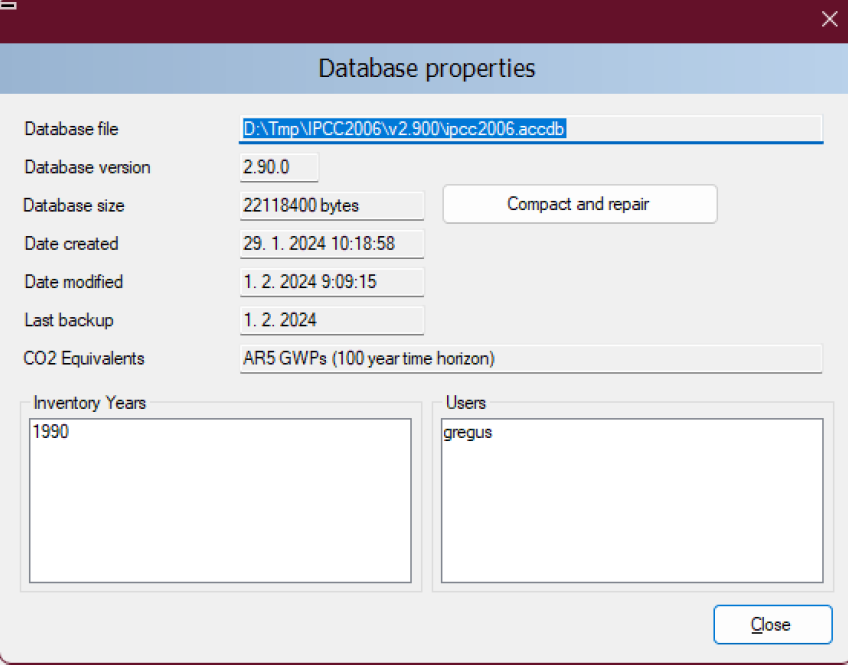 Database properties
Database file D:\Tmp\IPCC2006\v2.900\ipcc2006.accdb
Database version 2.90.0
Database size 22118400 bytes Compact and repair
Date created 29. 1. 2024 10:18:58
Date modified 1. 2. 2024 9:09:15
Last backup 1. 2. 2024
CO2 Equivalents AR5 GWPs (100 year time horizon)
Inventory Years Users
1990 gregus
Close